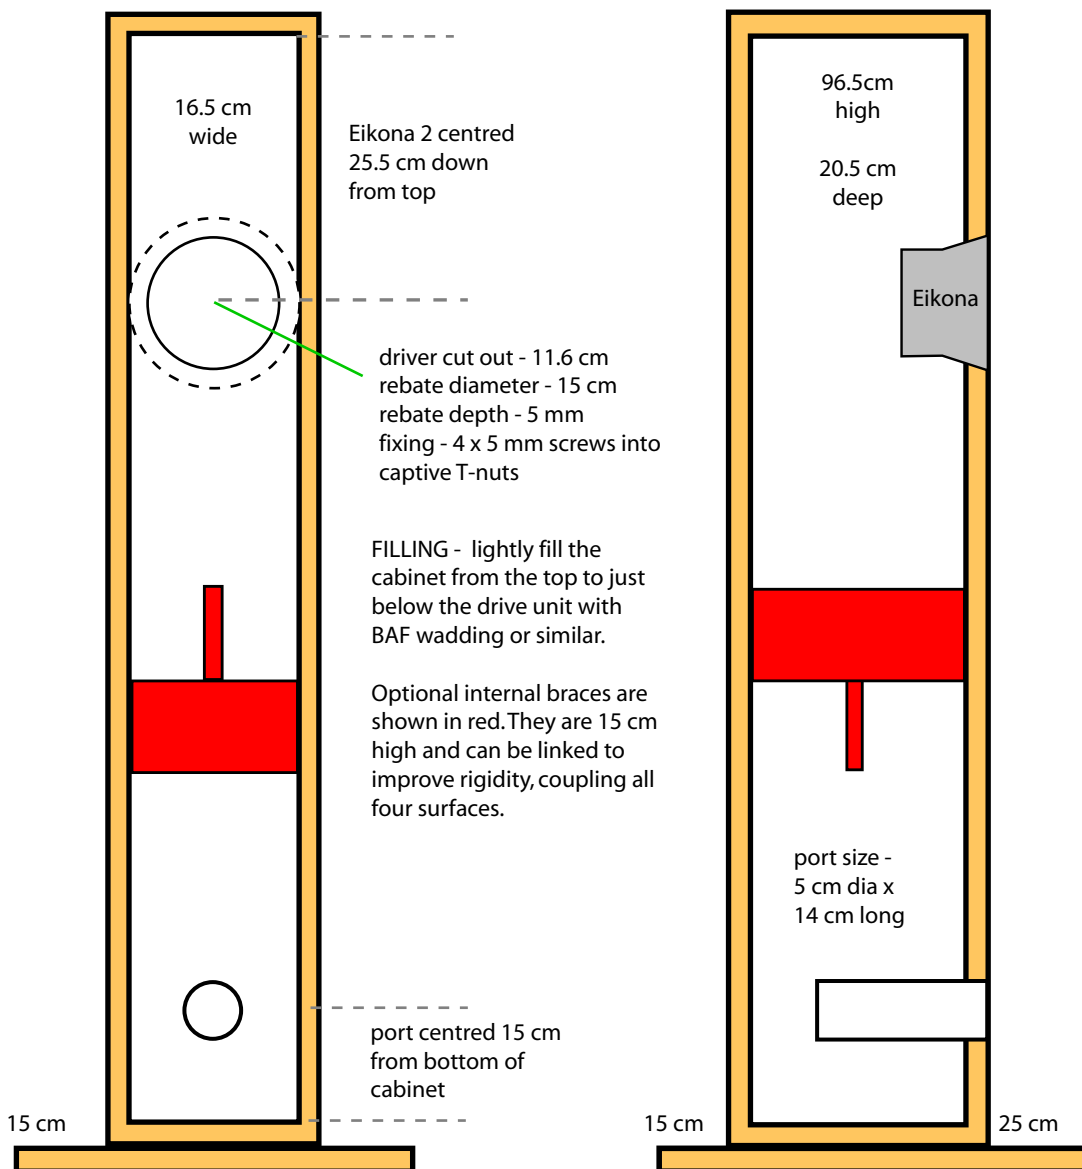 16.5 cm
wide
Eikona 2 centred
25.5 cm down
from top
driver cut out - 11.6 cm
rebate diameter - 15 cm
rebate depth - 5 mm
fixing - 4 x 5 mm screws into
captive T-nuts
FILLING - lightly fill the
cabinet from the top to just
below the drive unit with
BAF wadding or similar.
Optional internal braces are
shown in red. They are 15 cm
high and can be linked to
improve rigidity, coupling all
four surfaces.
port centred 15 cm
from bottom of
cabinet
15 cm
96.5cm
high
20.5 cm
deep
Eikona
port size -
5 cm dia x
14 cm long
15 cm
25 cm